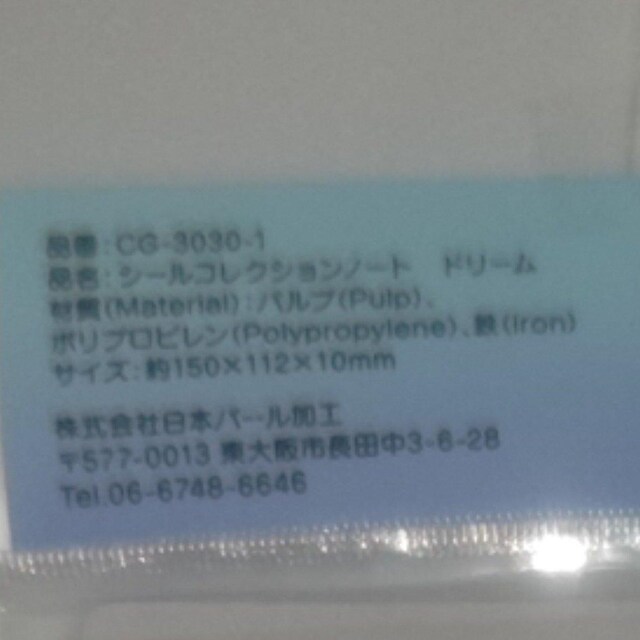 品番:CG-3030-1
品名:シールコレクションノート　ドリーム
材質(Material):パルプ(Pulp)、
ポリプロピレン(Polypropylene)、鉄(Iron)
サイズ:約150×112×10mm
株式会社日本パール加工
〒577-0013 東大阪市長田中3-6-28
Tel.06-6748-6646